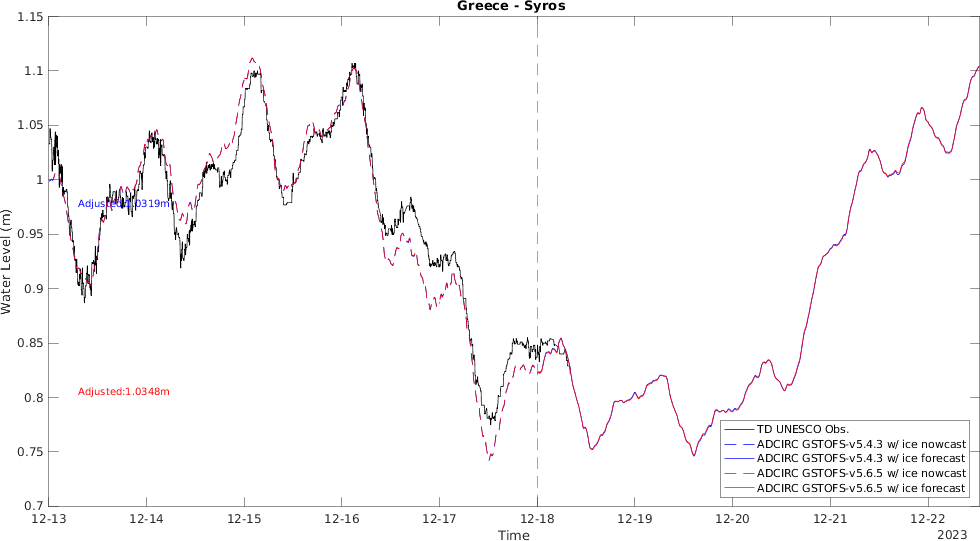 Greece - Syros
1.15
1.1
1.05
1
0.95
0.9
0.85
0.8
0.75
0.7
Water Level (m)
Adjusted:1.0319m
Adjusted:1.0348m
TD UNESCO Obs.
ADCIRC GSTOFS-v5.4.3 w/ ice nowcast
ADCIRC GSTOFS-v5.4.3 w/ ice forecast
ADCIRC GSTOFS-v5.6.5 w/ ice nowcast
ADCIRC GSTOFS-v5.6.5 w/ ice forecast
12-13 12-14 12-15 12-16 12-17 12-18 12-19 12-20 12-21 12-22
Time
2023